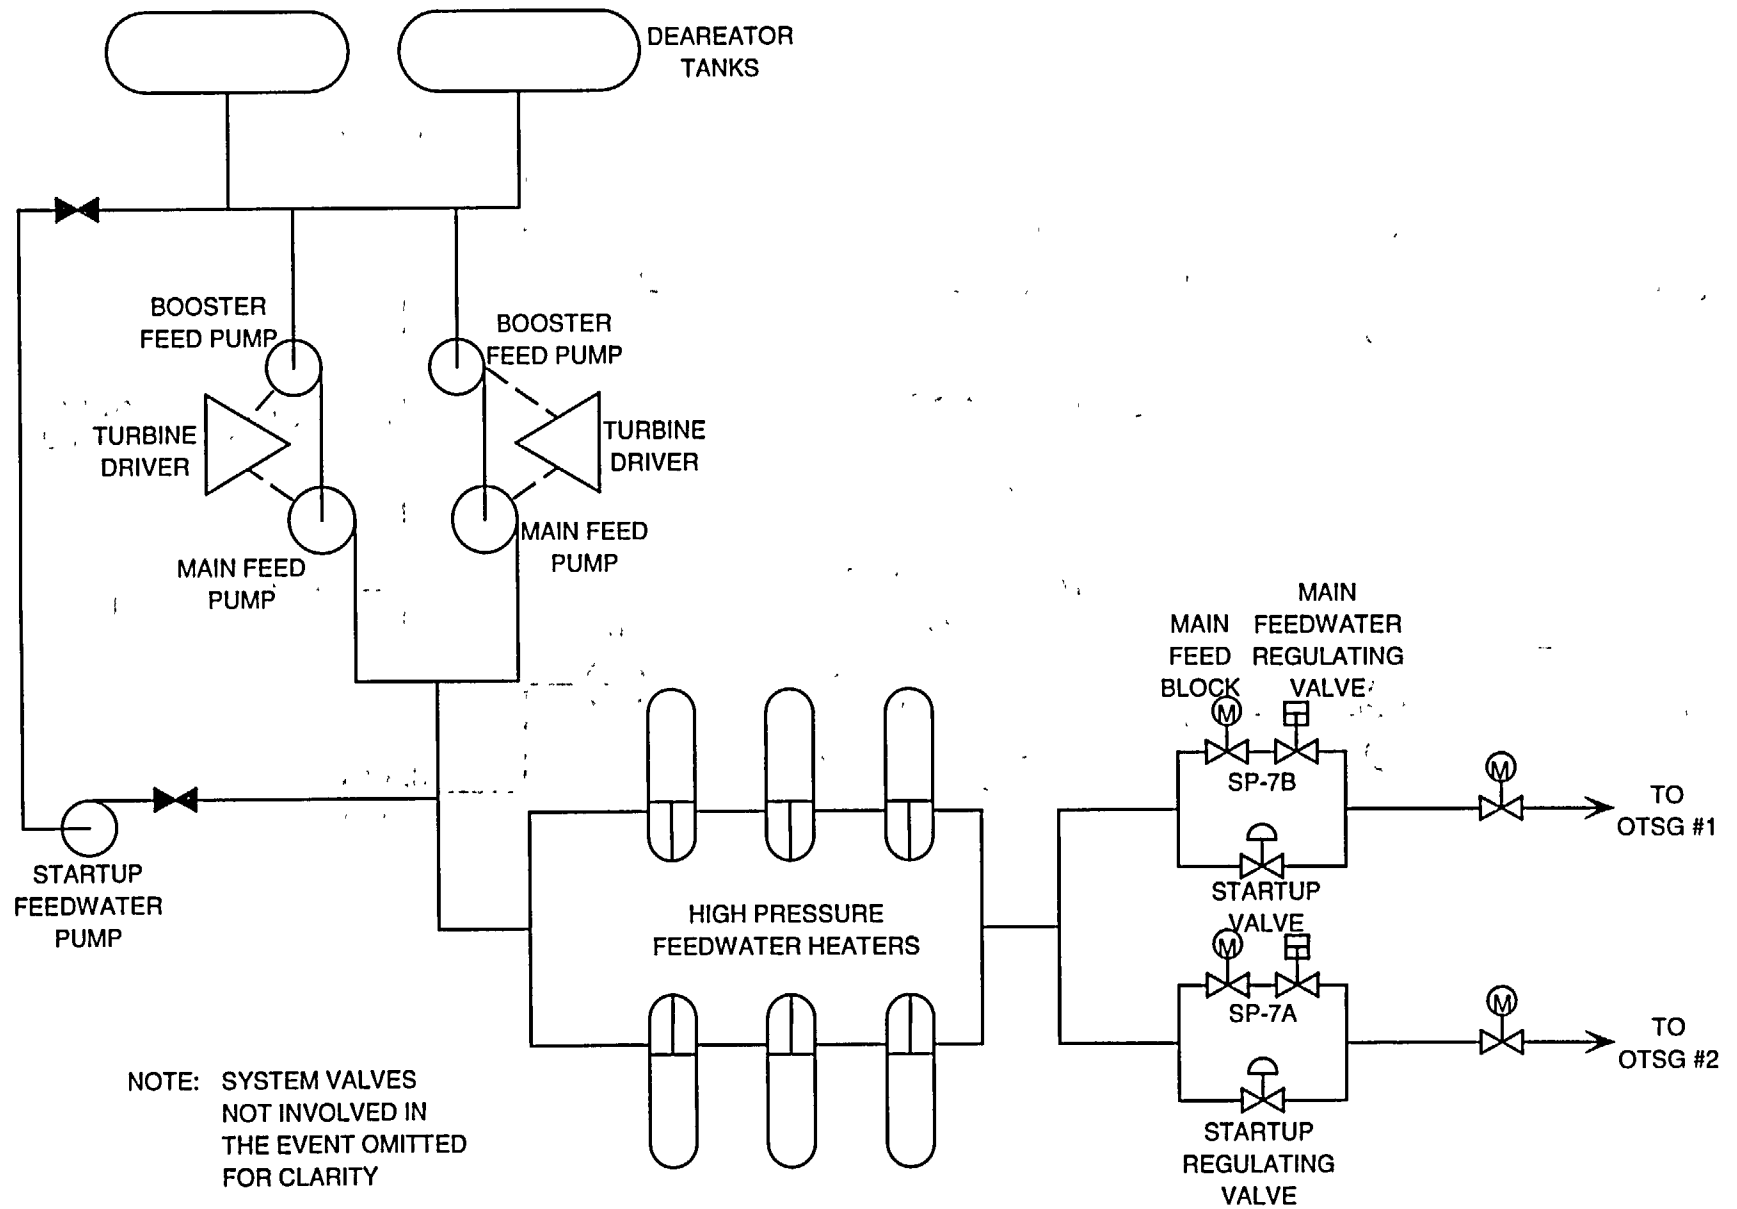 DEAREATOR
TANKS
BOOSTER
FEED PUMP
BOOSTER
FEED PUMP
TURBINE
DRIVER
TURBINE
DRIVER
MAIN FEED
PUMP
MAIN FEED
PUMP
STARTUP
FEEDWATER
PUMP
HIGH PRESSURE
FEEDWATER HEATERS
MAIN
FEED
BLOCK
MAIN
FEEDWATER
REGULATING
VALVE
M
SP-7B
M
TO
OTSG #1
STARTUP
VALVE
M
SP-7A
M
TO
OTSG #2
STARTUP
REGULATING
VALVE
NOTE: SYSTEM VALVES
NOT INVOLVED IN
THE EVENT OMITTED
FOR CLARITY